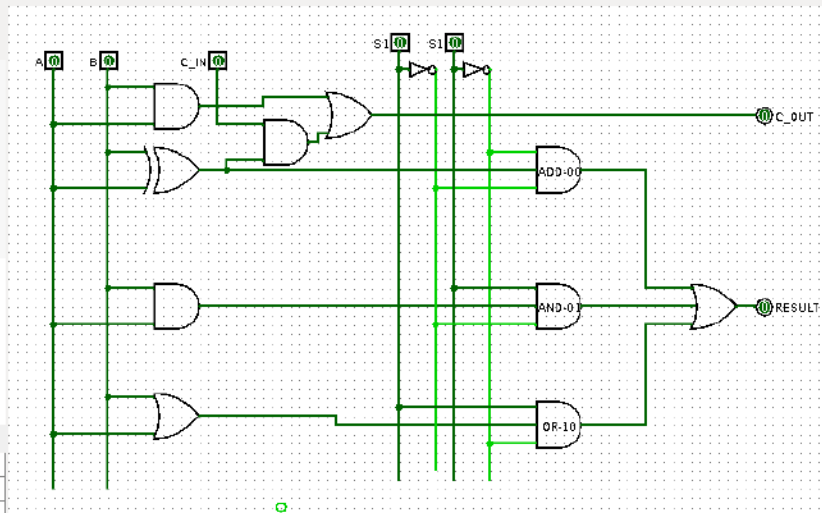 S1 S1
A B C_IN
C_OUT
ADD-00
AND-01
RESULT
OR-10